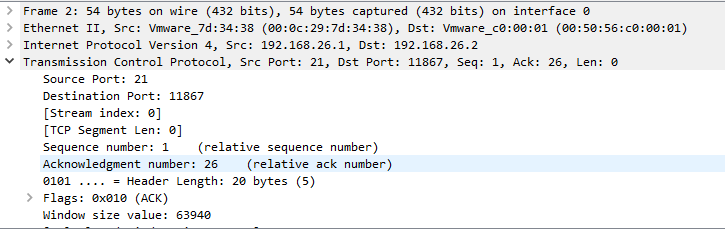 Frame 2: 54 bytes on wire (432 bits), 54 bytes captured (432 bits) on interface 0
Ethernet II, Src: Vmware_7d:34:38 (00:0c:29:7d:34:38), Dst: Vmware_c0:00:01 (00:50:56:c0:00:01)
Internet Protocol Version 4, Src: 192.168.26.1, Dst: 192.168.26.2
Transmission Control Protocol, Src Port: 21, Dst Port: 11867, Seq: 1, Ack: 26, Len: 0
Source Port: 21
Destination Port: 11867
[Stream index: 0]
[TCP Segment Len: 0]
Sequence number: 1    (relative sequence number)
Acknowledgment number: 26    (relative ack number)
0101 .... = Header Length: 20 bytes (5)
Flags: 0x010 (ACK)
Window size value: 63940